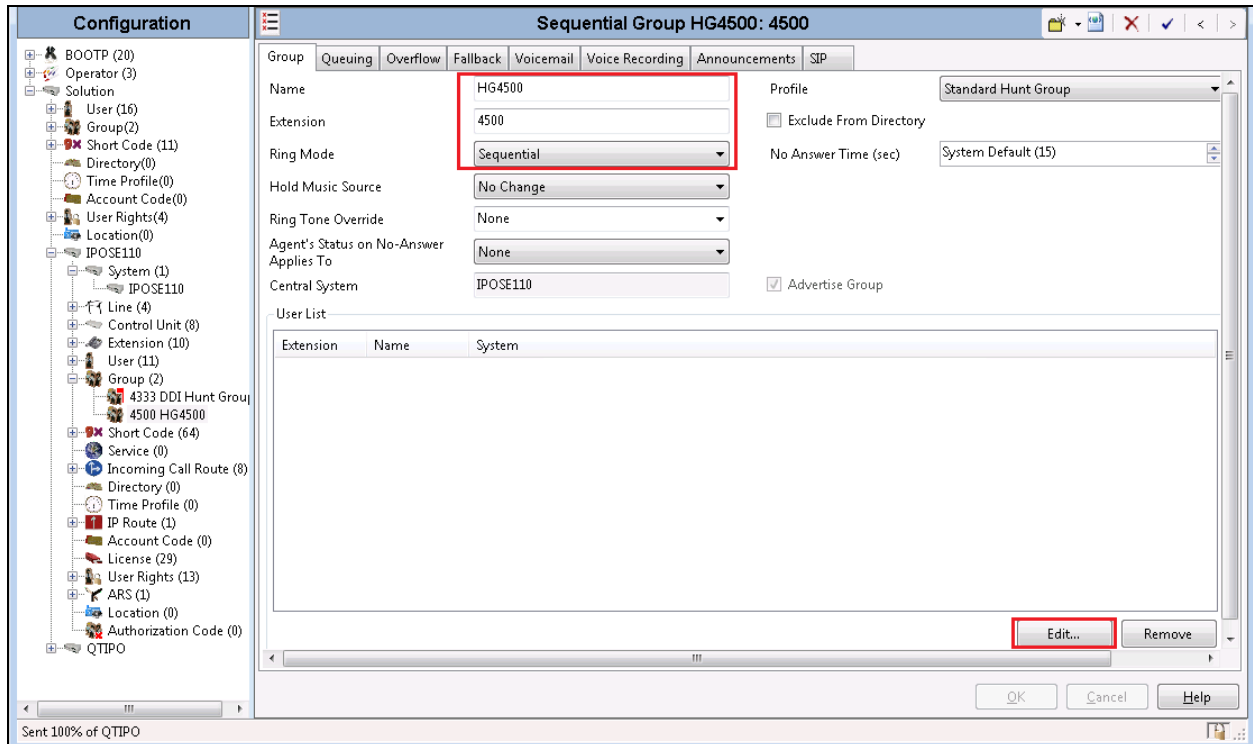 Configuration
Sequential Group HG4500: 4500
BOOTP (20)
Operator (3)
Solution
User (16)
Group(2)
Short Code (11)
Directory(0)
Time Profile(0)
Account Code(0)
User Rights(4)
Location(0)
IPOSE110
System (1)
IPOSE110
Line (4)
Control Unit (8)
Extension (10)
User (11)
Group (2)
4333 DDI Hunt Group
4500 HG4500
Short Code (64)
Service (0)
Incoming Call Route (8)
Directory (0)
Time Profile (0)
IP Route (1)
Account Code (0)
License (29)
User Rights (13)
ARS (1)
Location (0)
Authorization Code (0)
QTIPO
Group Queuing Overflow Fallback Voicemail Voice Recording Announcements SIP
Name HG4500 Profile Standard Hunt Group
Extension 4500 Exclude From Directory
Ring Mode Sequential No Answer Time (sec) System Default (15)
Hold Music Source No Change
Ring Tone Override None
Agent's Status on No-Answer
Applies To None
Central System IPOSE110 Advertise Group
User List
Extension Name System
Edit... Remove
OK Cancel Help
Sent 100% of QTIPO